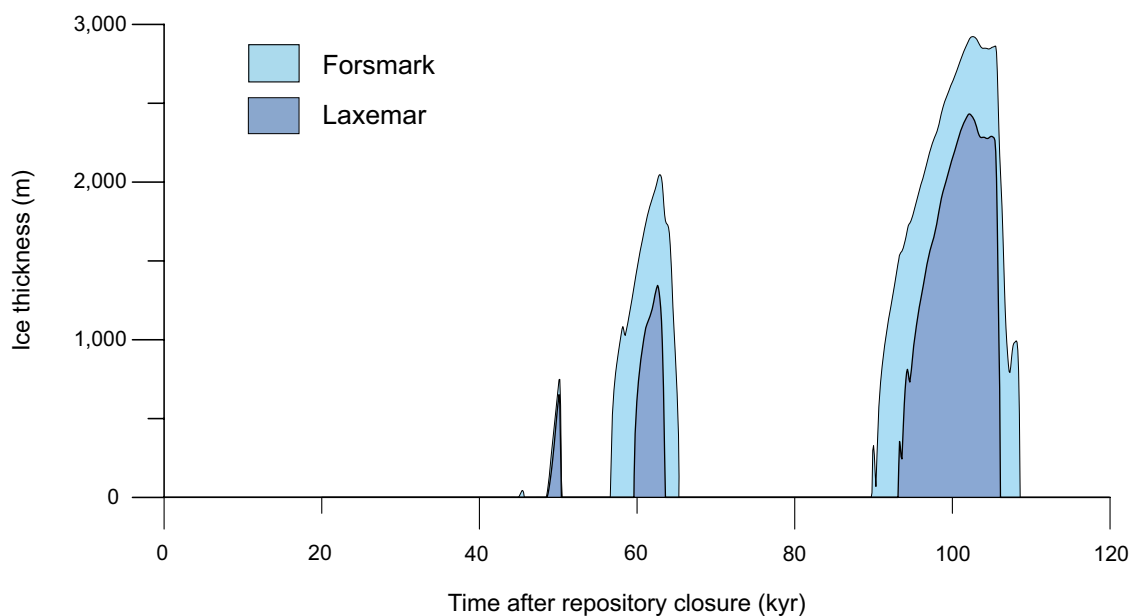 3,000
2,000
1,000
0
Ice thickness (m)
Forsmark
Laxemar
0 20 40 60 80 100 120
Time after repository closure (kyr)